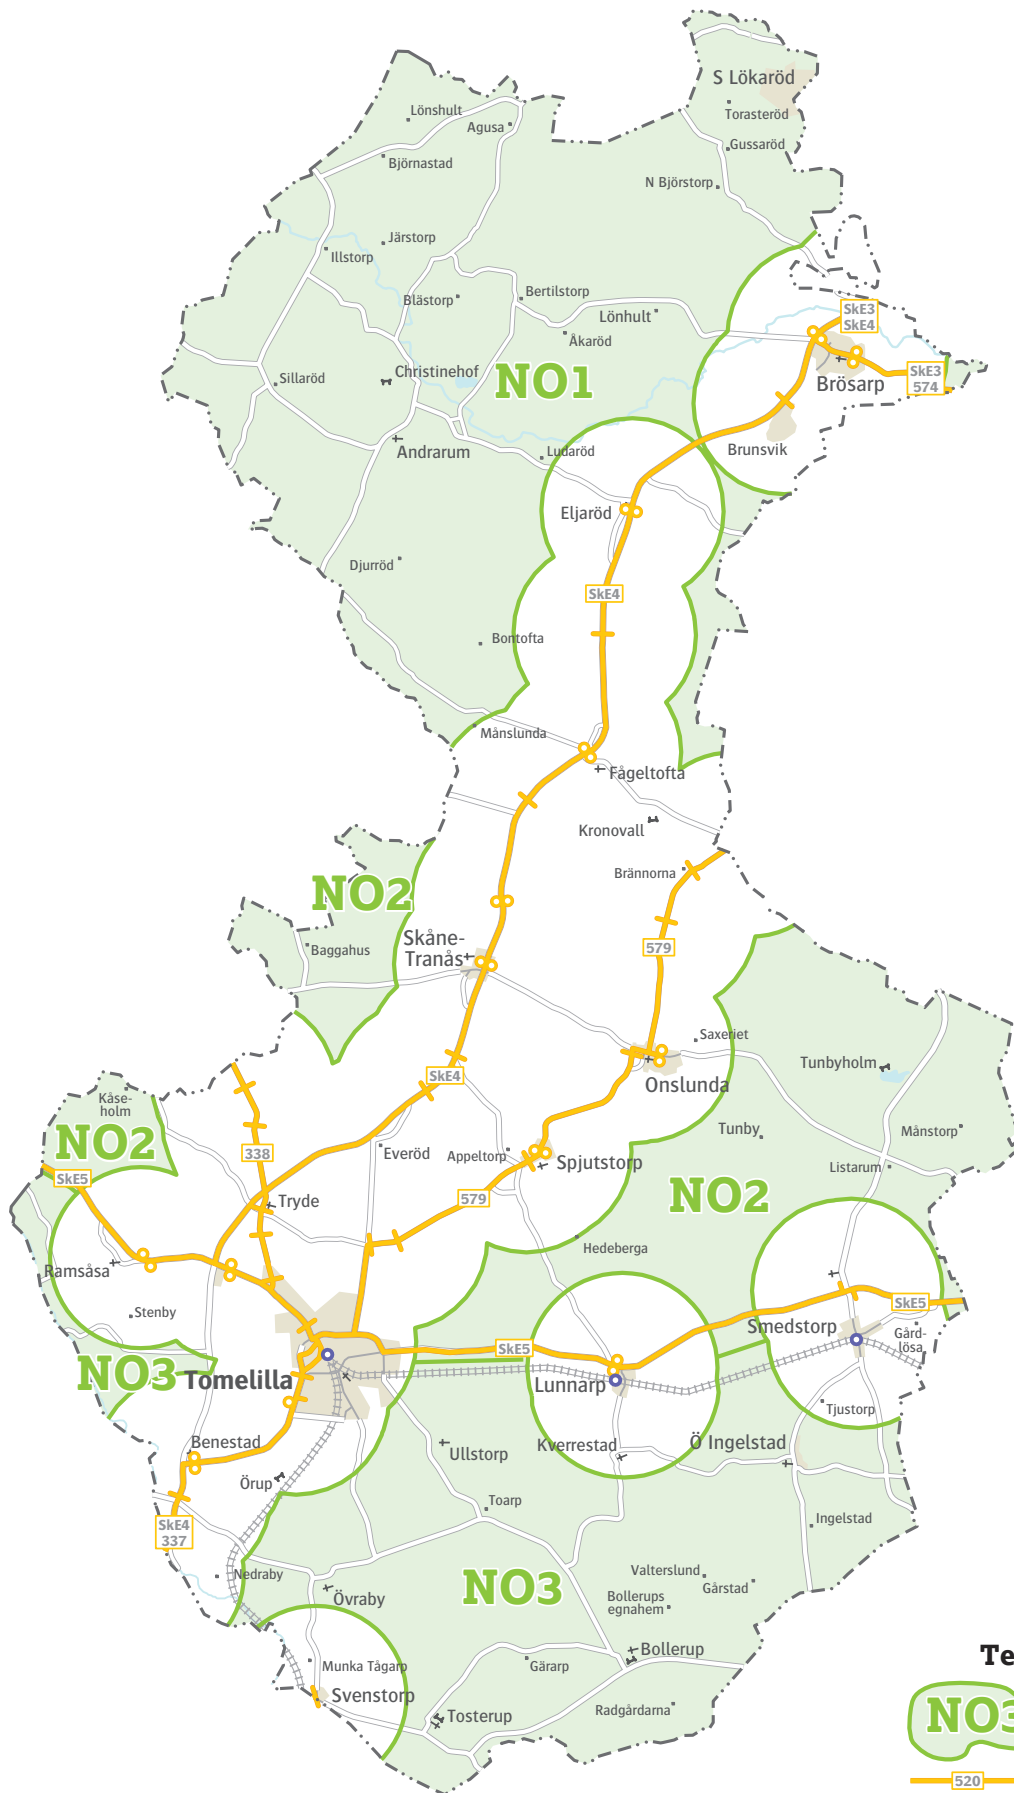 S Lökaröd
Torasteröd
Lönshult
Agusa
Gussaröd
Björnastad
N Björstorp
Järstorp
Illstorp
Bertilstorp
Blästorp
Lönhult
SkE3
SkE4
Åkaröd
Christinehof
NO1
Sillaröd
SkE3
574
Brösarp
Andrarum
Ludaröd
Brunsvik
Eljaröd
Djurröd
SkE4
Bontofta
Månslunda
Fågeltofta
Kronovall
Brännorna
NO2
Skåne-
Tranås
Baggahus
579
Saxeriet
Tunbyholm
SkE4
Onslunda
Kåse-
holm
NO2
Tunby
Månstorp
338
Everöd
Appeltorp
Spjutstorp
Listarum
SkE5
579
NO2
Tryde
Hedeberga
Ramsåsa
Stenby
SkE5
Smedstorp
SkE5
Gård-
lösa
NO3
Tomelilla
Lunnarp
Tjustorp
Benestad
Ullstorp
Kverrestad
Ö Ingelstad
Örup
Toarp
SkE4
337
Ingelstad
Nedraby
NO3
Valterslund
Gårstad
Övraby
Bollerups
egnahem
Bollerup
Munka Tågarp
Gärarp
Svenstorp
Radgårdarna
Tosterup
Te
NO3
520